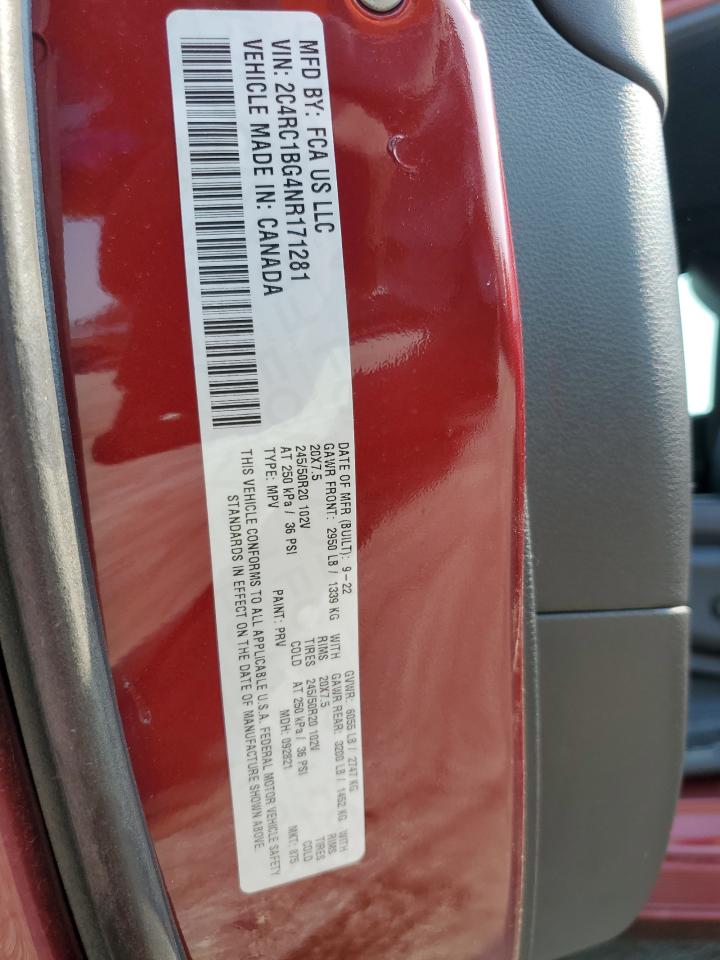 MFD BY: FCA US LLC
VIN: 2C4RC1BG4NR171281
VEHICLE MADE IN: CANADA
DATE OF MFR (BUILT): 9-22 GVWR: 6055 LB / 2747 KG
GAWR FRONT: 2950 LB / 1339 KG WITH GAWR REAR: 3200 LB / 1452 KG WITH
20X7.5 RIMS 20X7.5 RIMS
245/50R20 102V TIRES 245/50R20 102V TIRES
AT 250 kPa / 36 PSI COLD AT 250 kPa / 36 PSI COLD
TYPE: MPV PAINT: PRV MDH: 092821 MKT: 875
THIS VEHICLE CONFORMS TO ALL APPLICABLE U.S.A. FEDERAL MOTOR VEHICLE SAFETY
STANDARDS IN EFFECT ON THE DATE OF MANUFACTURE SHOWN ABOVE.